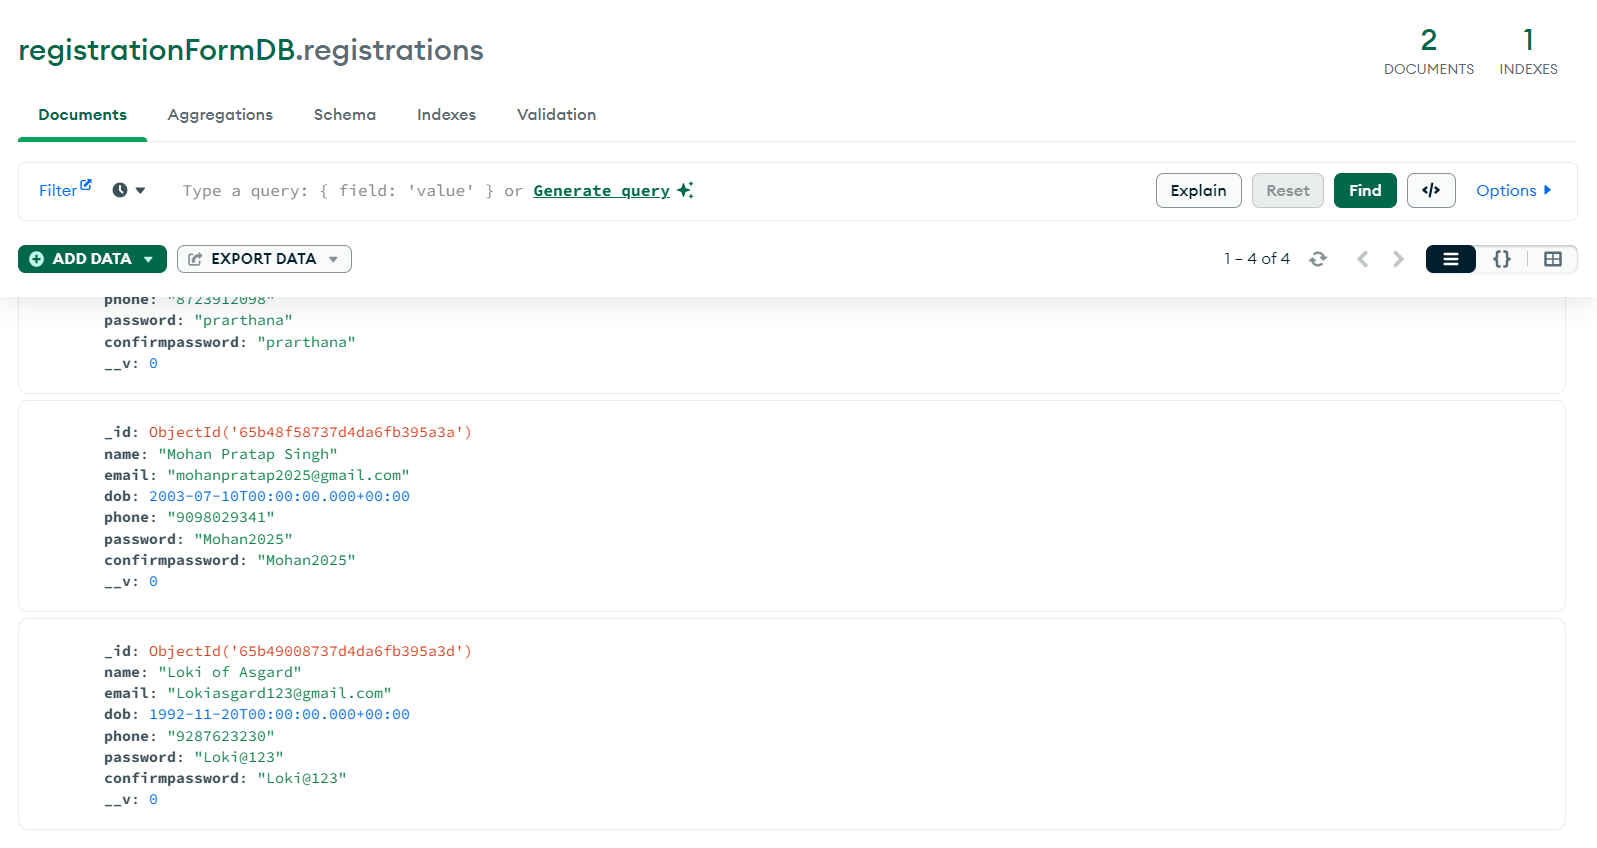 registrationFormDB.registrations
2
DOCUMENTS
1
INDEXES
Documents Aggregations Schema Indexes Validation
Filter Type a query: { field: 'value' } or Generate query Explain Reset Find </> Options
ADD DATA EXPORT DATA 1 – 4 of 4 {}
phone: "8723912098"
password: "prarthana"
confirmpassword: "prarthana"
__v: 0
_id: ObjectId('65b48f58737d4da6fb395a3a')
name: "Mohan Pratap Singh"
email: "mohanpratap2025@gmail.com"
dob: 2003-07-10T00:00:00.000+00:00
phone: "9098029341"
password: "Mohan2025"
confirmpassword: "Mohan2025"
__v: 0
_id: ObjectId('65b49008737d4da6fb395a3d')
name: "Loki of Asgard"
email: "Lokiasgard123@gmail.com"
dob: 1992-11-20T00:00:00.000+00:00
phone: "9287623230"
password: "Loki@123"
confirmpassword: "Loki@123"
__v: 0